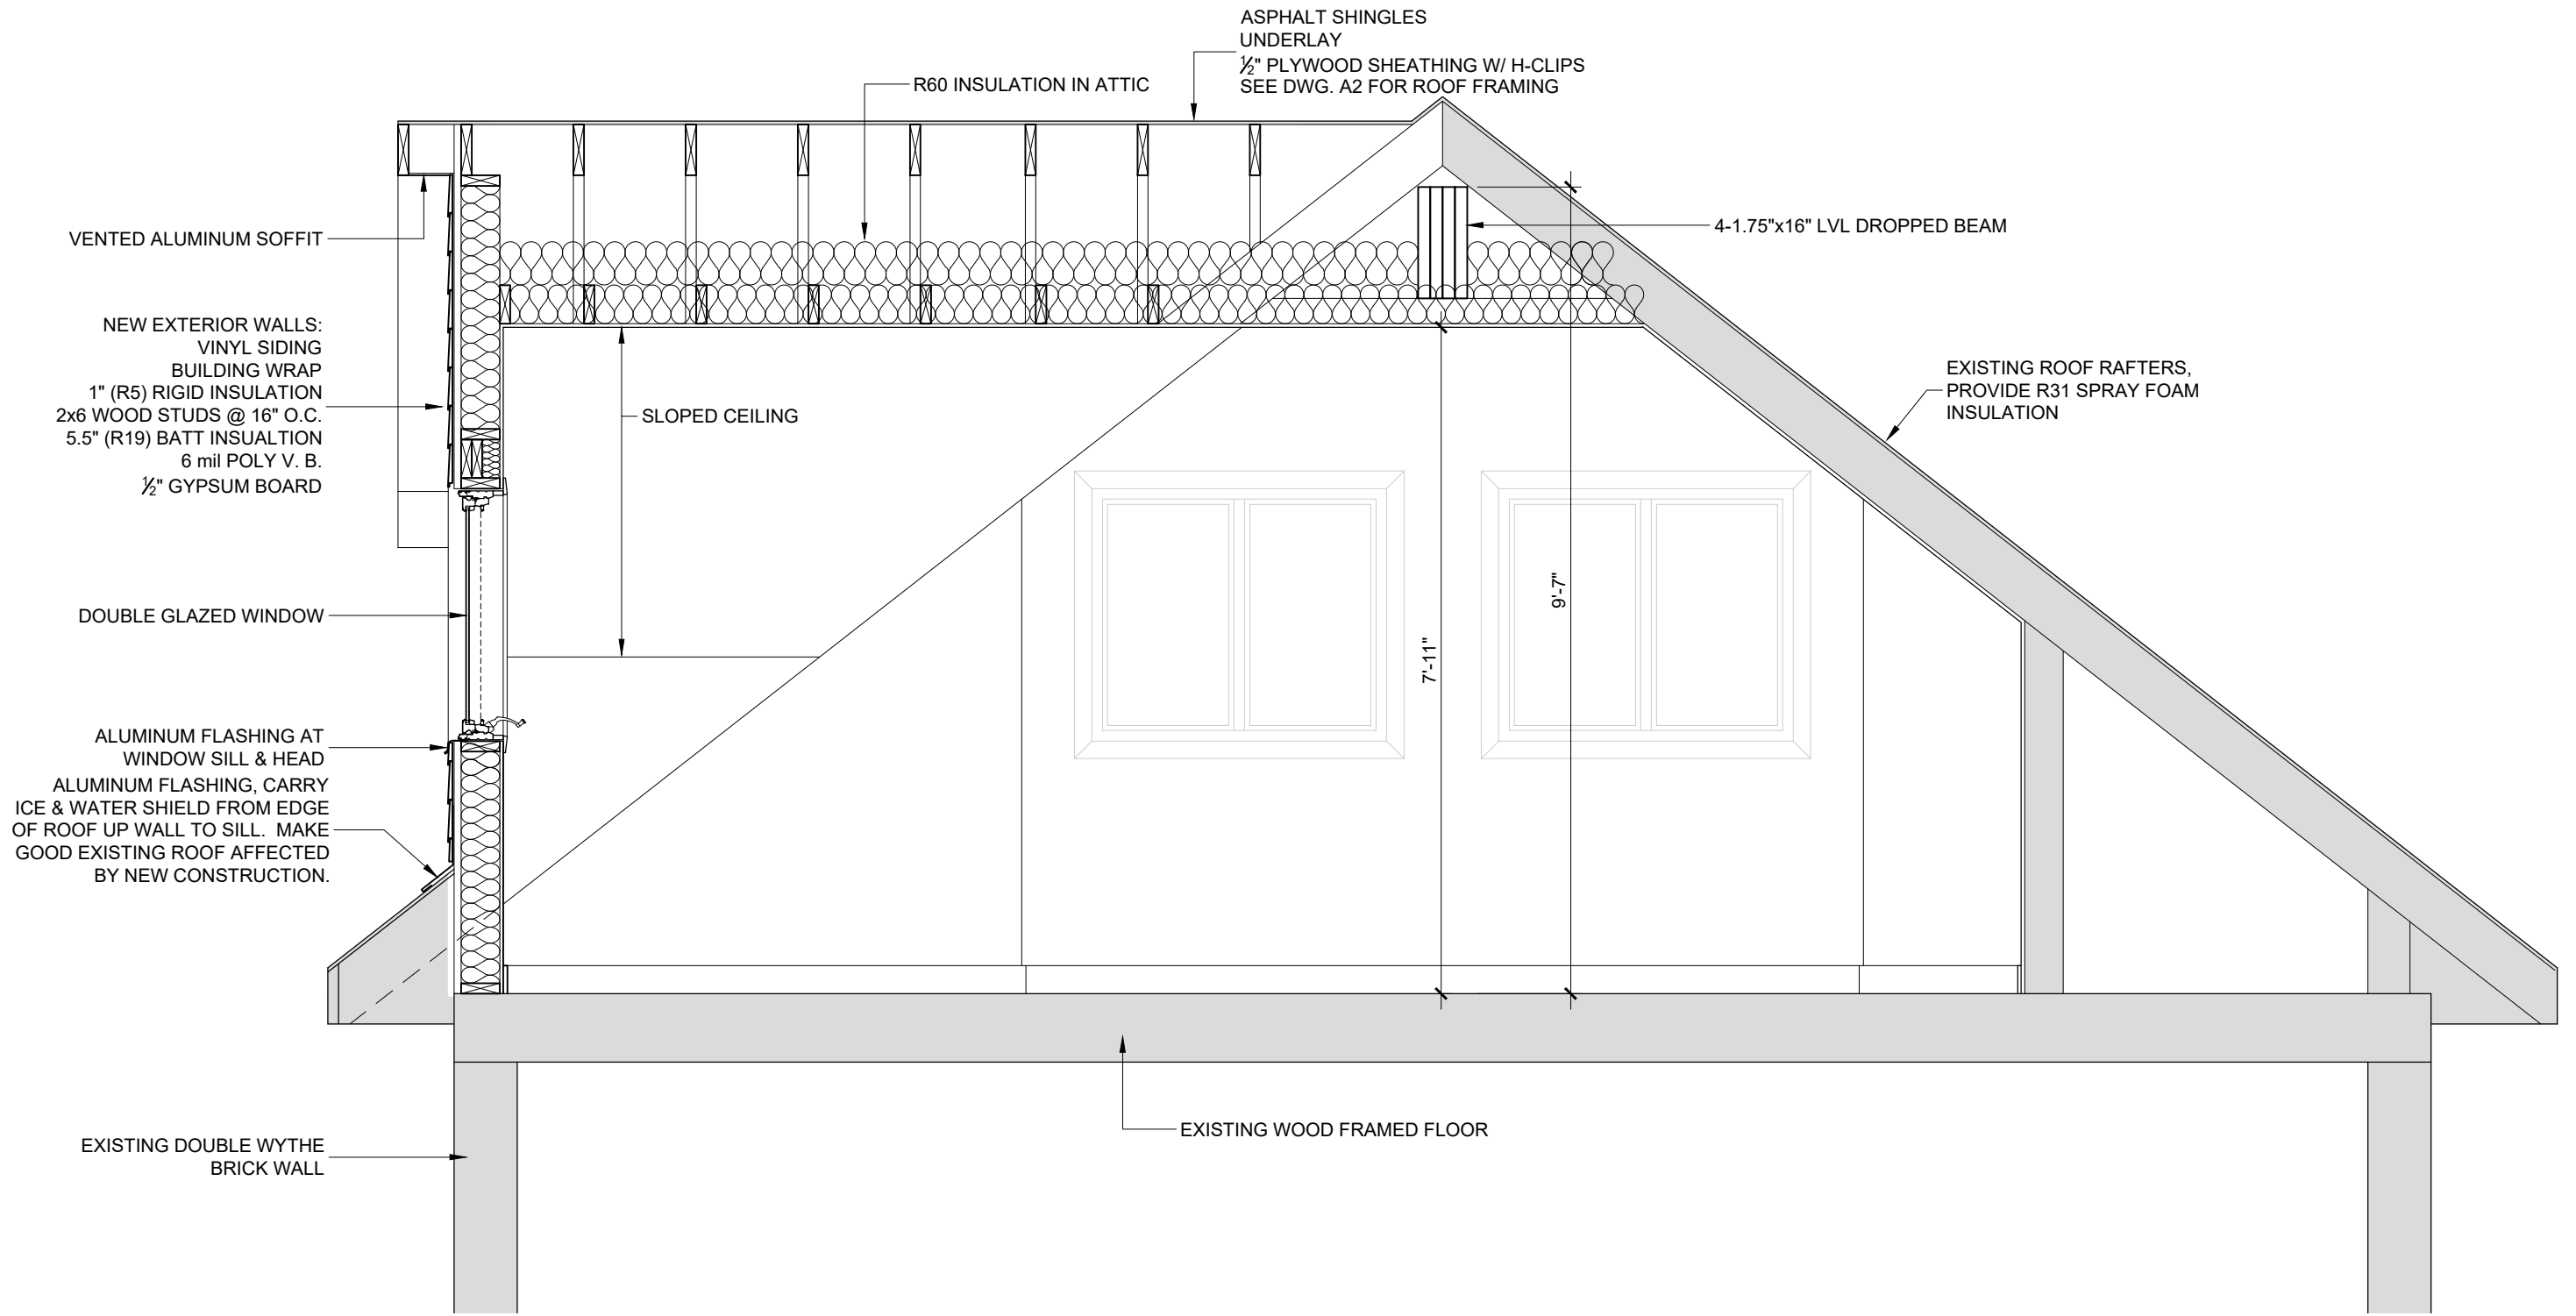 ASPHALT SHINGLES
UNDERLAY
½" PLYWOOD SHEATHING W/ H-CLIPS
SEE DWG. A2 FOR ROOF FRAMING
R60 INSULATION IN ATTIC
VENTED ALUMINUM SOFFIT
4-1.75"x16" LVL DROPPED BEAM
NEW EXTERIOR WALLS:
VINYL SIDING
BUILDING WRAP
1" (R5) RIGID INSULATION
2x6 WOOD STUDS @ 16" O.C.
5.5" (R19) BATT INSUALTION
6 mil POLY V. B.
½" GYPSUM BOARD
SLOPED CEILING
EXISTING ROOF RAFTERS,
PROVIDE R31 SPRAY FOAM
INSULATION
DOUBLE GLAZED WINDOW
9'-7"
7'-11"
ALUMINUM FLASHING AT
WINDOW SILL & HEAD
ALUMINUM FLASHING, CARRY
ICE & WATER SHIELD FROM EDGE
OF ROOF UP WALL TO SILL.  MAKE
GOOD EXISTING ROOF AFFECTED
BY NEW CONSTRUCTION.
EXISTING WOOD FRAMED FLOOR
EXISTING DOUBLE WYTHE
BRICK WALL